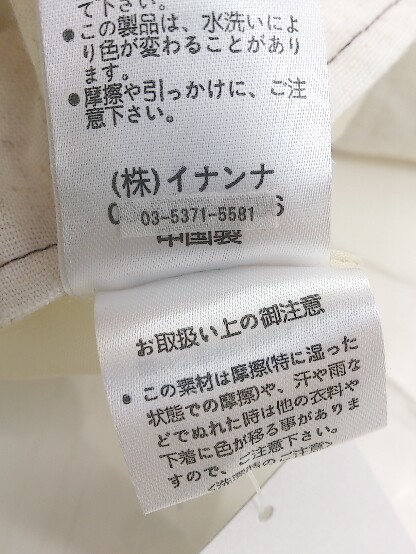 て下さい。
●この製品は、水洗いによ
り色が変わることがあり
ます。
●摩擦や引っかけに、ご注
意下さい。
(株)イナンナ
03-5371-5581
中国製
お取扱い上の御注意
●この素材は摩擦(特に湿った
状態での摩擦)や、汗や雨な
どでぬれた時は他の衣料や
下着に色が移る事がありま
すので、ご注意下さい。